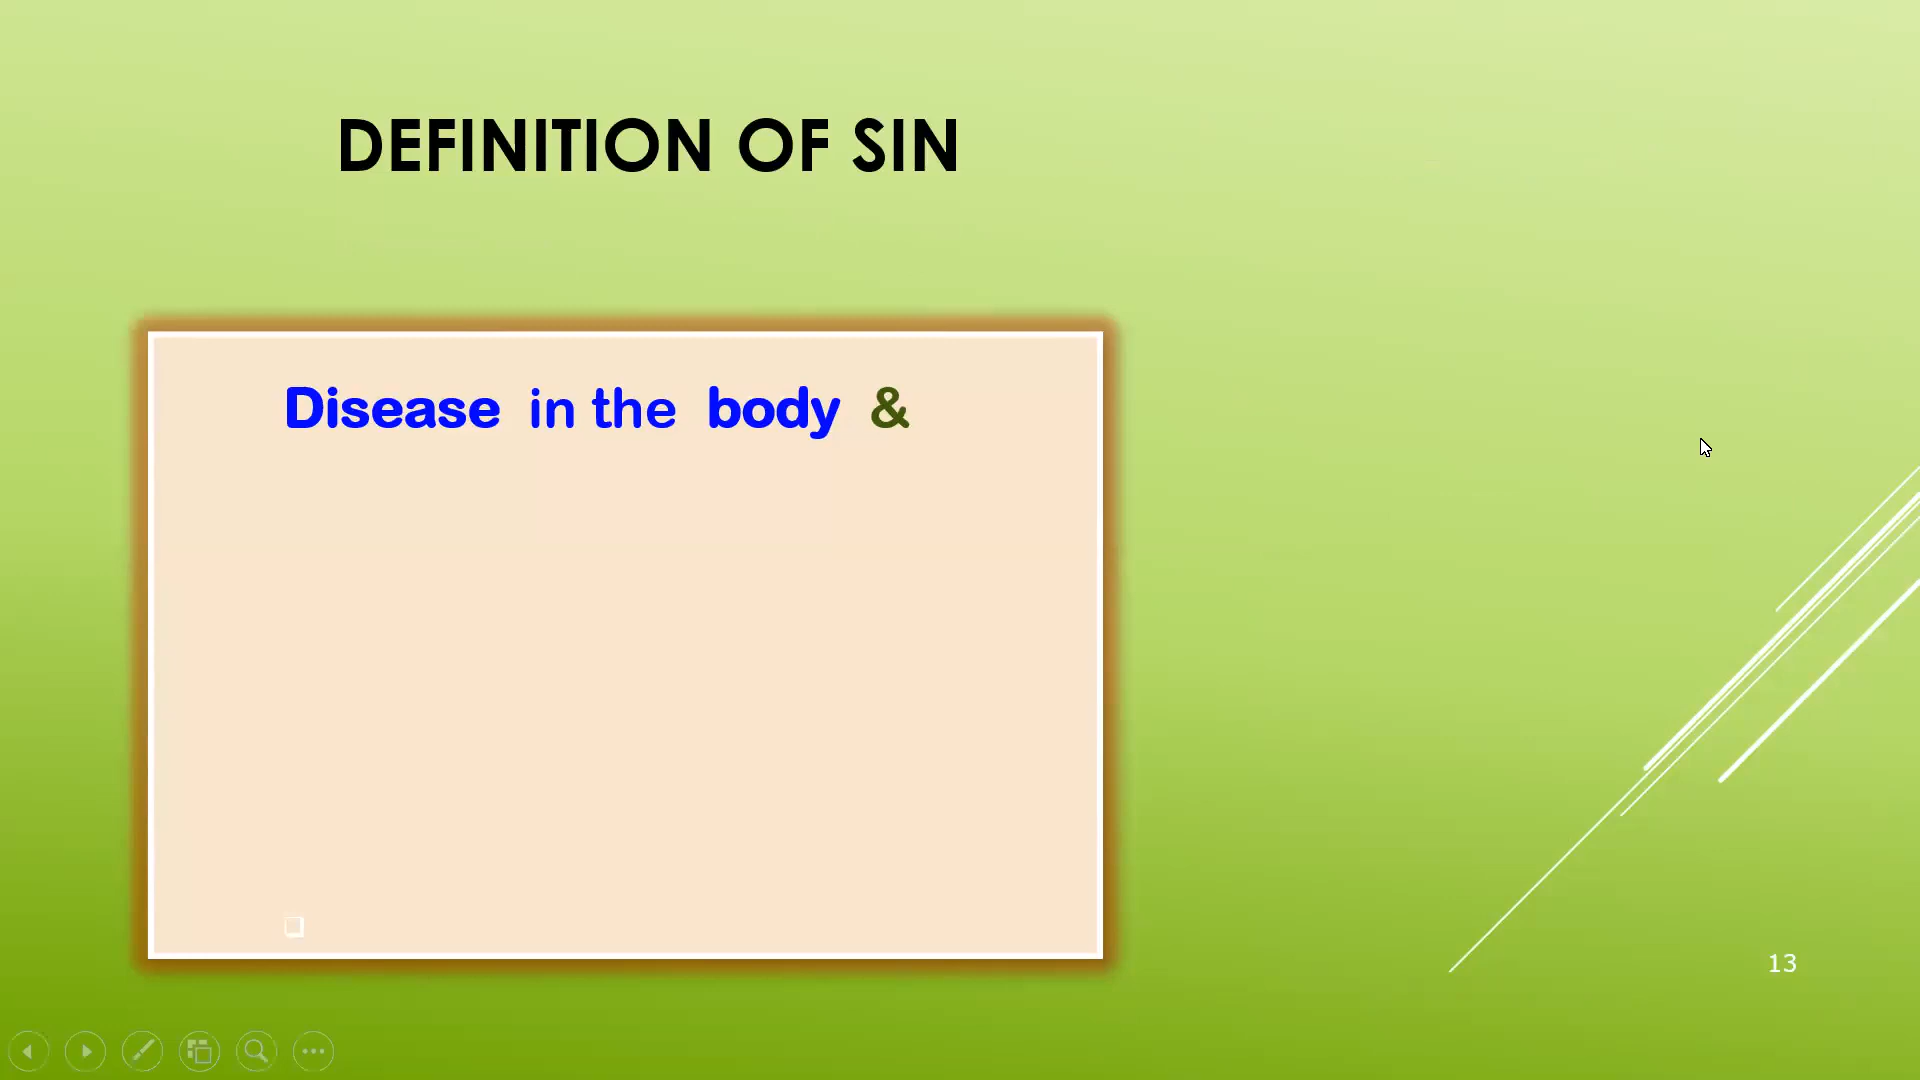 DEFINITION OF SIN
Disease in the body &
13